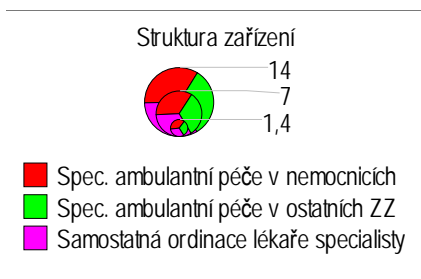 Struktura zařízení
14
7
1,4
Spec. ambulantní péče v nemocnicích
Spec. ambulantní péče v ostatních ZZ
Samostatná ordinace lékaře specialisty